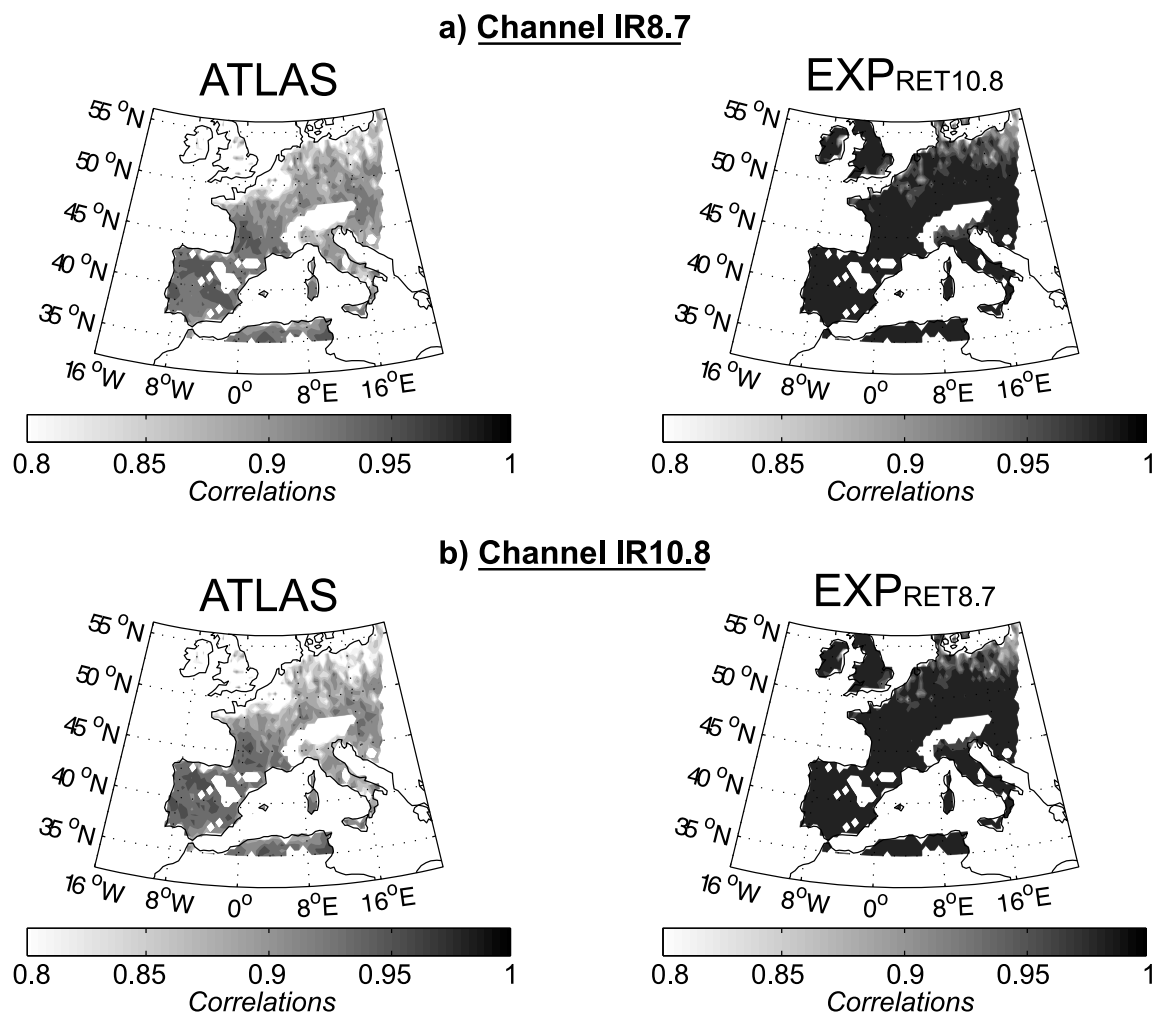 a) Channel IR8.7
ATLAS
EXPRET10.8
55 °N
50 °N
45 °N
40 °N
35 °N
16 °W
8°W
0°
8°E
16°E
55 °N
50 °N
45 °N
40 °N
35 °N
16 °W
8°W
0°
8°E
16°E
0.8 0.85 0.9 0.95 1
Correlations
0.8 0.85 0.9 0.95 1
Correlations
b) Channel IR10.8
ATLAS
EXPRET8.7
55 °N
50 °N
45 °N
40 °N
35 °N
16 °W
8°W
0°
8°E
16°E
55 °N
50 °N
45 °N
40 °N
35 °N
16 °W
8°W
0°
8°E
16°E
0.8 0.85 0.9 0.95 1
Correlations
0.8 0.85 0.9 0.95 1
Correlations